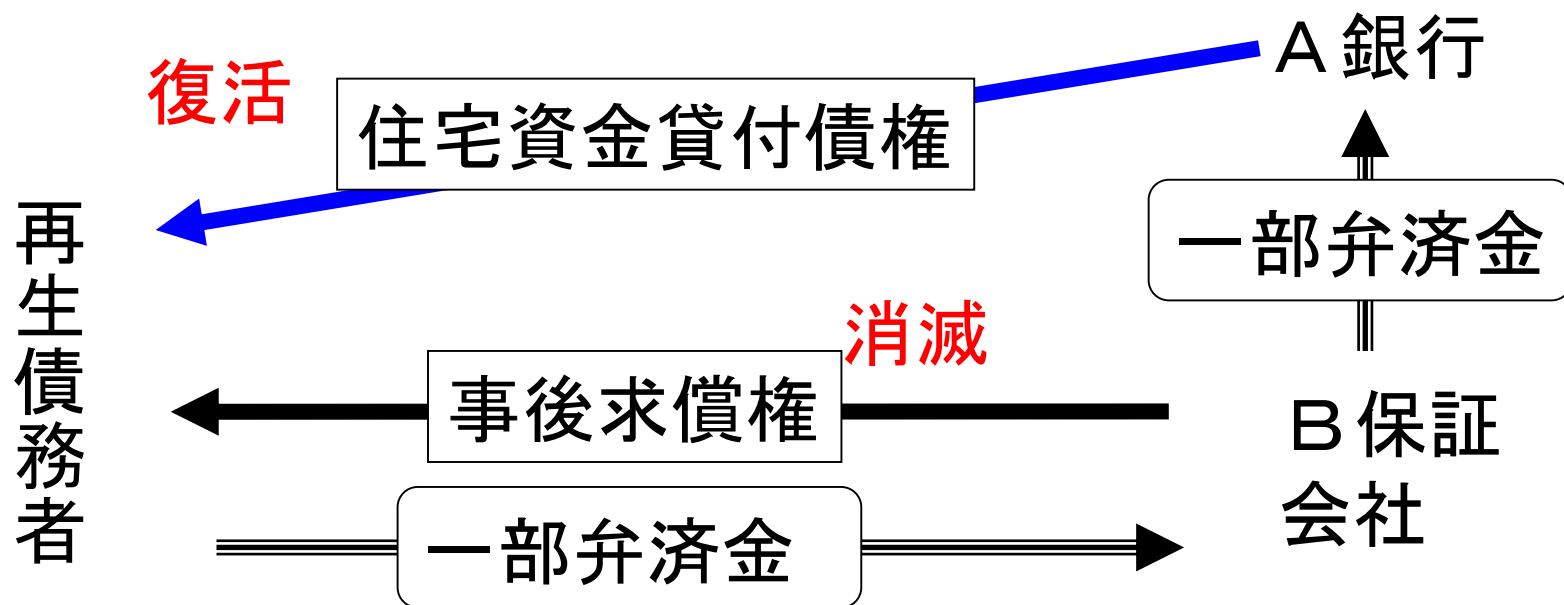 Ａ銀行
復活
住宅資金貸付債権
再生債務者
一部弁済金
消滅
事後求償権
Ｂ保証
会社
一部弁済金